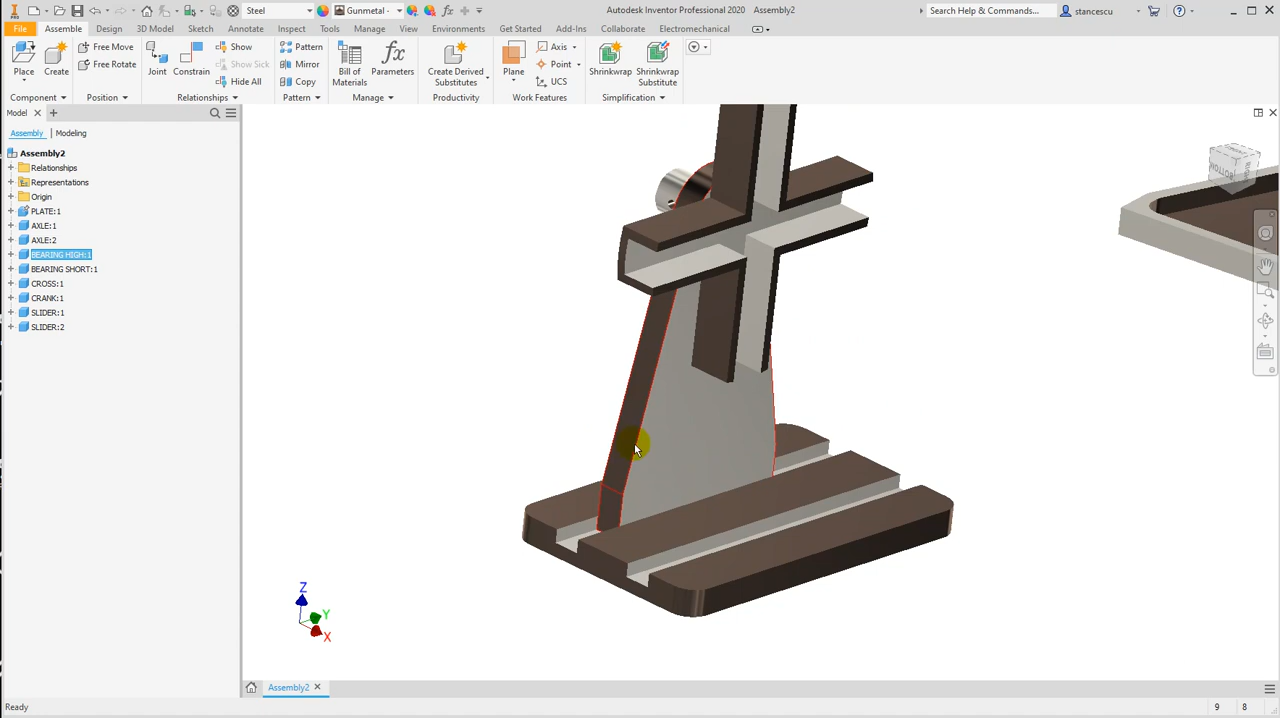 Steel
Gunmetal
Autodesk Inventor Professional 2020 Assembly2
Search Help & Commands...
stancescu
File Assemble Design 3D Model Sketch Annotate Inspect Tools Manage View Environments Get Started Add-Ins Collaborate Electromechanical
Place
Create
Free Move
Free Rotate
Joint
Constrain
Show
Show Sick
Hide All
Pattern
Mirror
Copy
Bill of
Materials
Parameters
Create Derived
Substitutes
Plane
Axis
Point
UCS
Shrinkwrap
Shrinkwrap
Substitute
Component
Position
Relationships
Pattern
Manage
Productivity
Work Features
Simplification
Model
Assembly Modeling
Assembly2
Relationships
Representations
Origin
PLATE:1
AXLE:1
AXLE:2
BEARING HIGH:1
BEARING SHORT:1
CROSS:1
CRANK:1
SLIDER:1
SLIDER:2
Z
Y
X
Assembly2
Ready
9 8